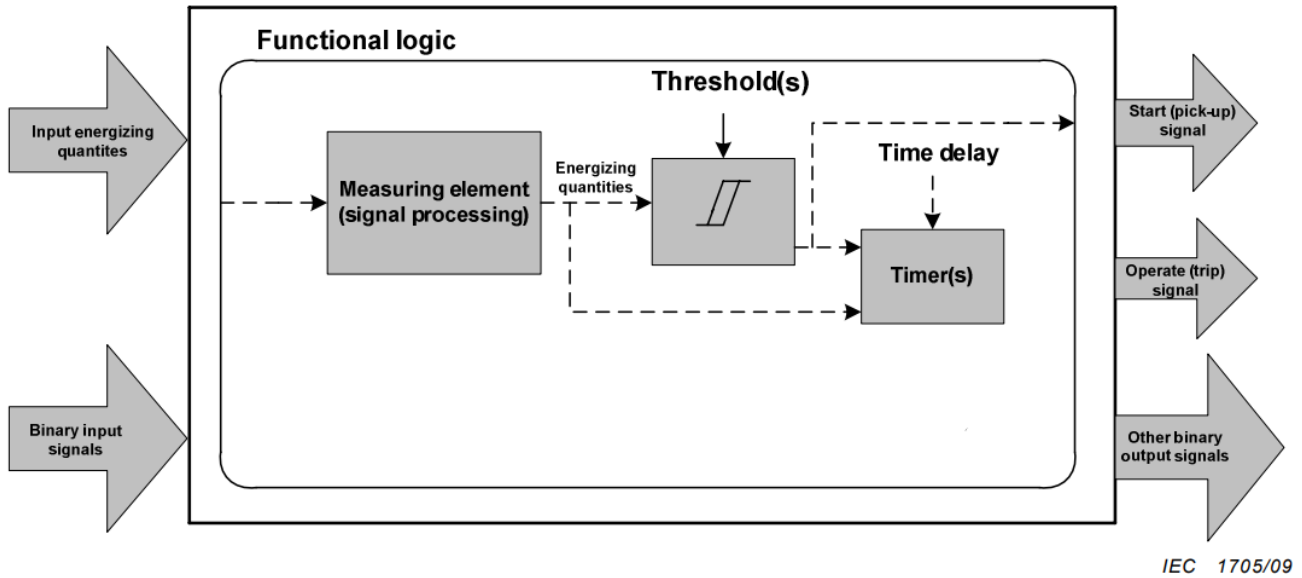 Functional logic
Threshold(s)
Input energizing
quantites
Measuring element
(signal processing)
Energizing
quantities
Time delay
Timer(s)
Start (pick-up)
signal
Operate (trip)
signal
Binary input
signals
Other binary
output signals
IEC 1705/09